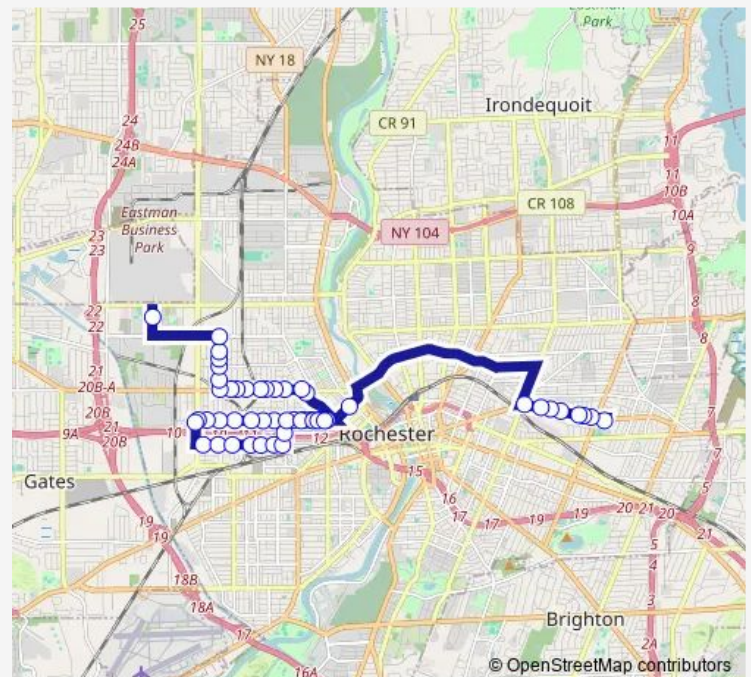 Eastman
Park
25
NY 18
Irondequoit
24
CR 91
24B
24A
11
11
10B
10A
CR 108
Eastman
Business
Park
NY 104
23
23
9
8
22
22
8
21
20B-A
20B
9A
21
20B
10
12
Rochester
7
7
15
Gates
16
17
17
19
20
21
20
5
21
19
19
5
4
3
18B
18A
17
Brighton
2A
16A
© OpenStreetMap contributors